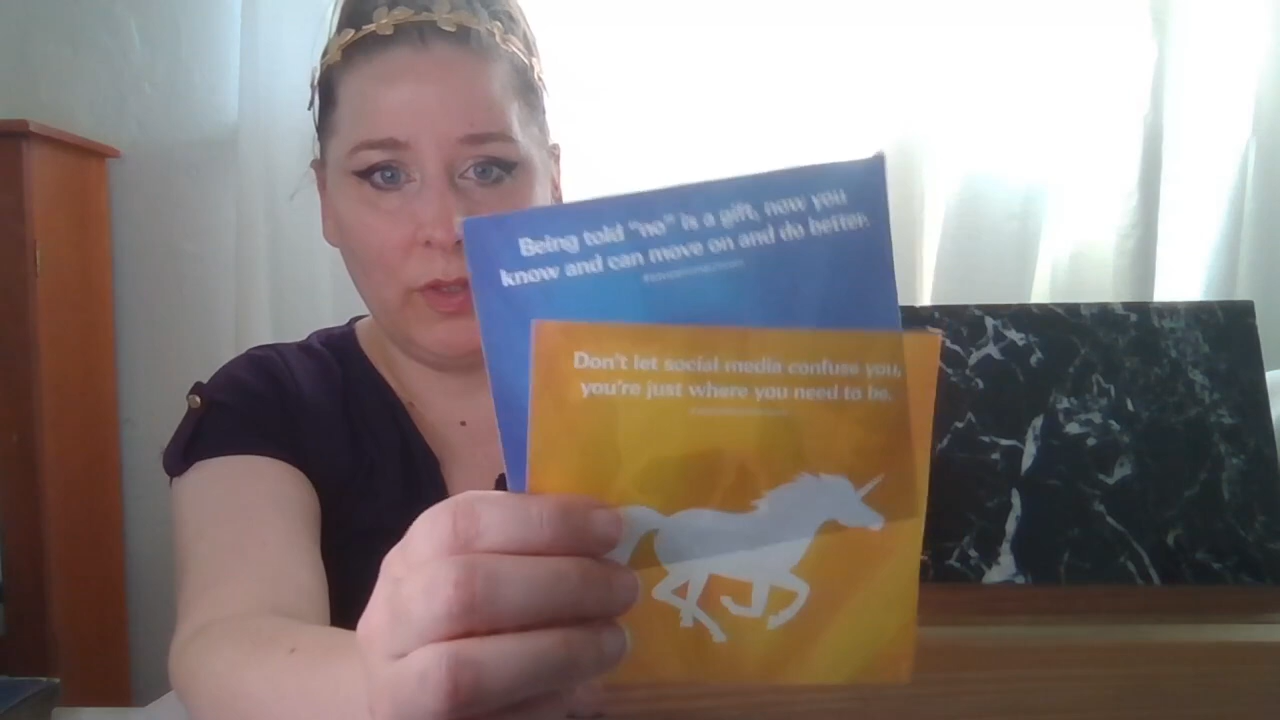 Being told "no" is a gift, now you
know and can move on and do better.
Don't let social media confuse you,
you're just where you need to be.